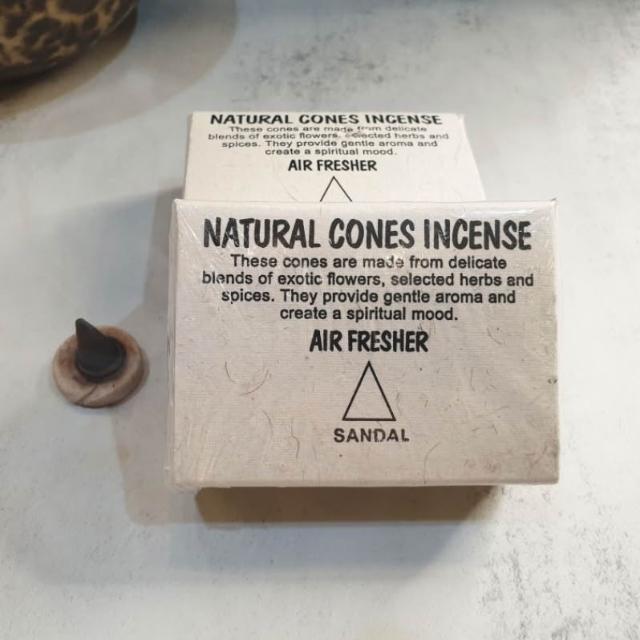 NATURAL CONES INCENSE
These cones are made from delicate
blends of exotic flowers, selected herbs and
spices. They provide gentle aroma and
create a spiritual mood.
AIR FRESHER
NATURAL CONES INCENSE
These cones are made from delicate
blends of exotic flowers, selected herbs and
spices. They provide gentle aroma and
create a spiritual mood.
AIR FRESHER
SANDAL